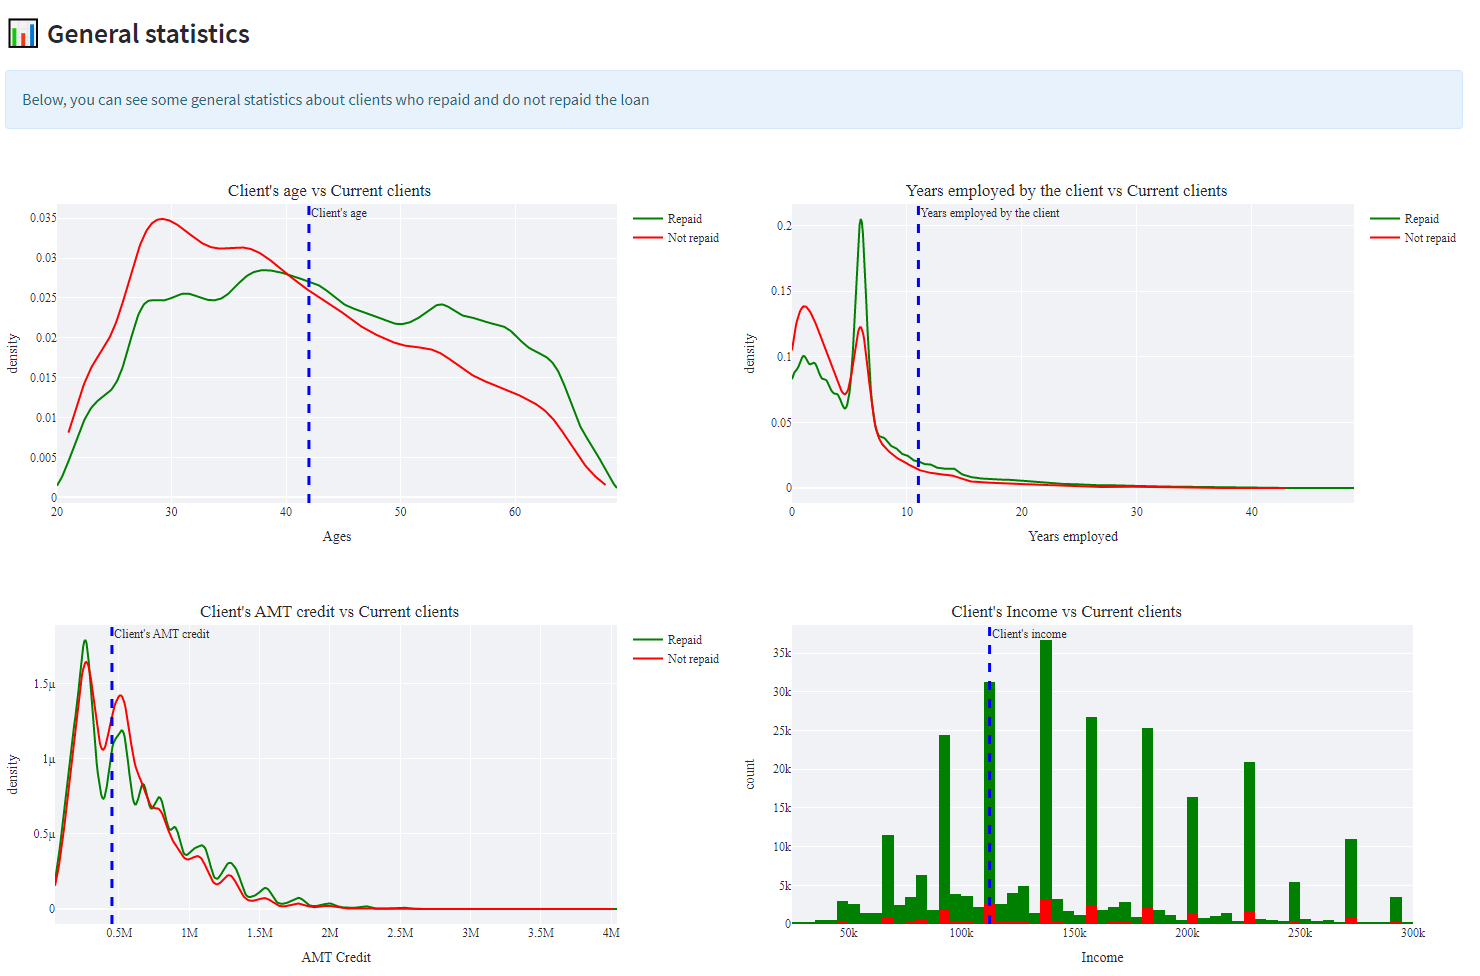 General statistics
Below, you can see some general statistics about clients who repaid and do not repaid the loan
Client's age vs Current clients
Client's age
Repaid
Not repaid
0.035
0.03
0.025
0.02
0.015
0.01
0.005
0
density
20 30 40 50 60
Ages
Years employed by the client vs Current clients
Years employed by the client
Repaid
Not repaid
0.2
0.15
0.1
0.05
0
density
0 10 20 30 40
Years employed
Client's AMT credit vs Current clients
Client's AMT credit
Repaid
Not repaid
1.5μ
1μ
0.5μ
0
density
0.5M 1M 1.5M 2M 2.5M 3M 3.5M 4M
AMT Credit
Client's Income vs Current clients
Client's income
35k
30k
25k
20k
15k
10k
5k
0
count
50k 100k 150k 200k 250k 300k
Income